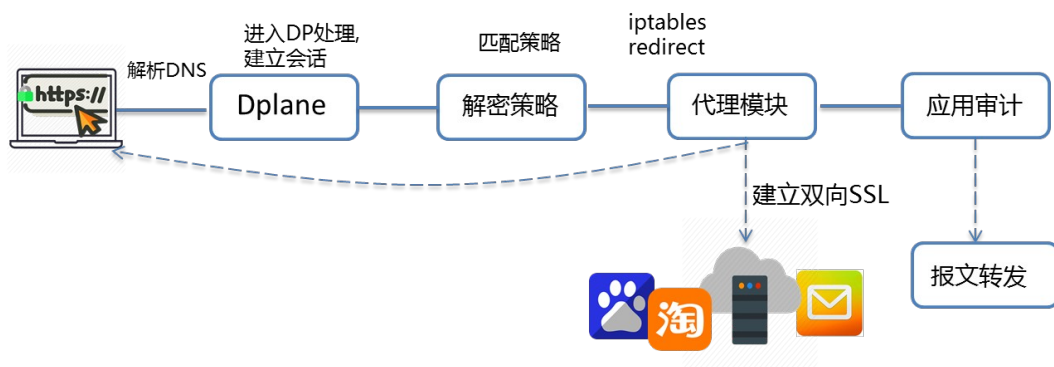 iptables
redirect
进入DP处理,
建立会话
匹配策略
解析DNS
https://
Dplane
解密策略
代理模块
应用审计
建立双向SSL
报文转发
淘